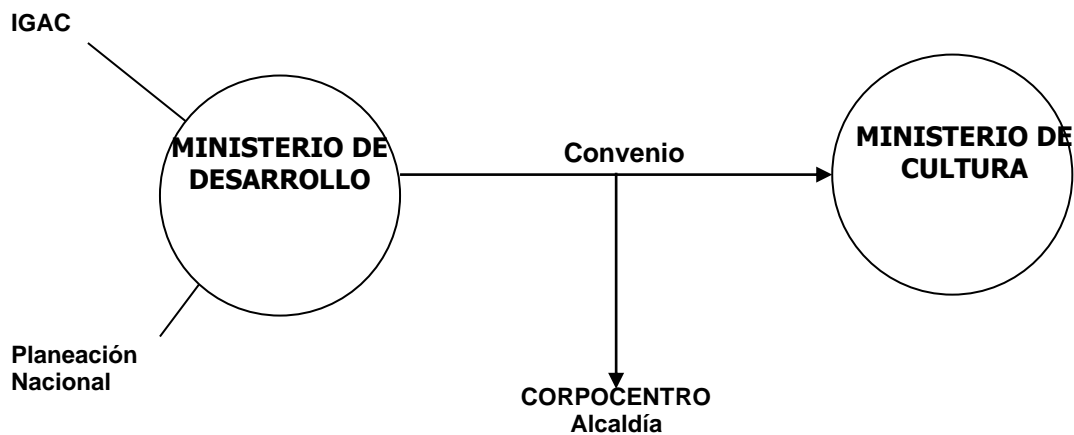 IGAC
MINISTERIO DE
DESARROLLO
Convenio
MINISTERIO DE
CULTURA
Planeación
Nacional
CORPOCENTRO
Alcaldía